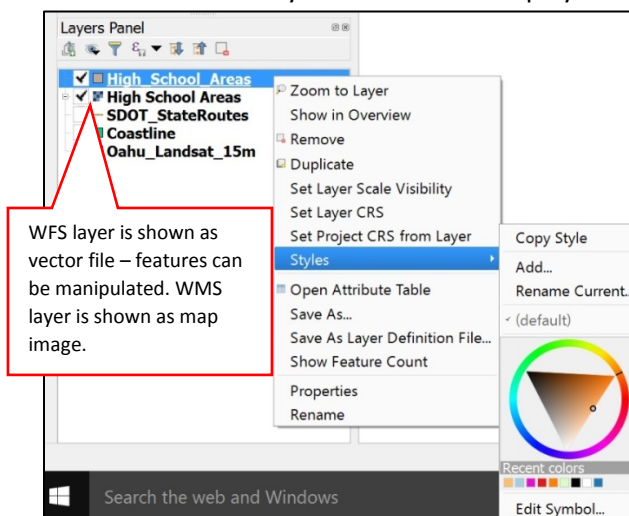 Layers Panel
High_School_Areas
High School Areas
SDOT_StateRoutes
Coastline
Oahu_Landsat_15m
WFS layer is shown as
vector file – features can
be manipulated. WMS
layer is shown as map
image.
Zoom to Layer
Show in Overview
Remove
Duplicate
Set Layer Scale Visibility
Set Layer CRS
Set Project CRS from Layer
Styles
Open Attribute Table
Save As...
Save As Layer Definition File...
Show Feature Count
Properties
Rename
Copy Style
Add...
Rename Current.
(default)
Recent colors
Edit Symbol...
Search the web and Windows